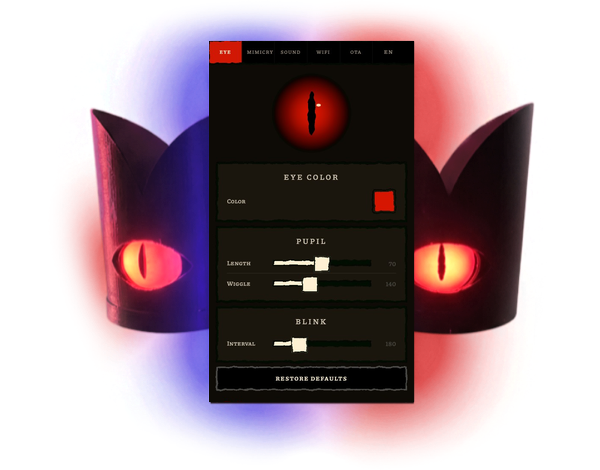 EYE MIMICRY SOUND WIFI OTA EN
EYE COLOR
COLOR
PUPIL
LENGTH 70
WIGGLE 140
BLINK
INTERVAL 280
RESTORE DEFAULTS